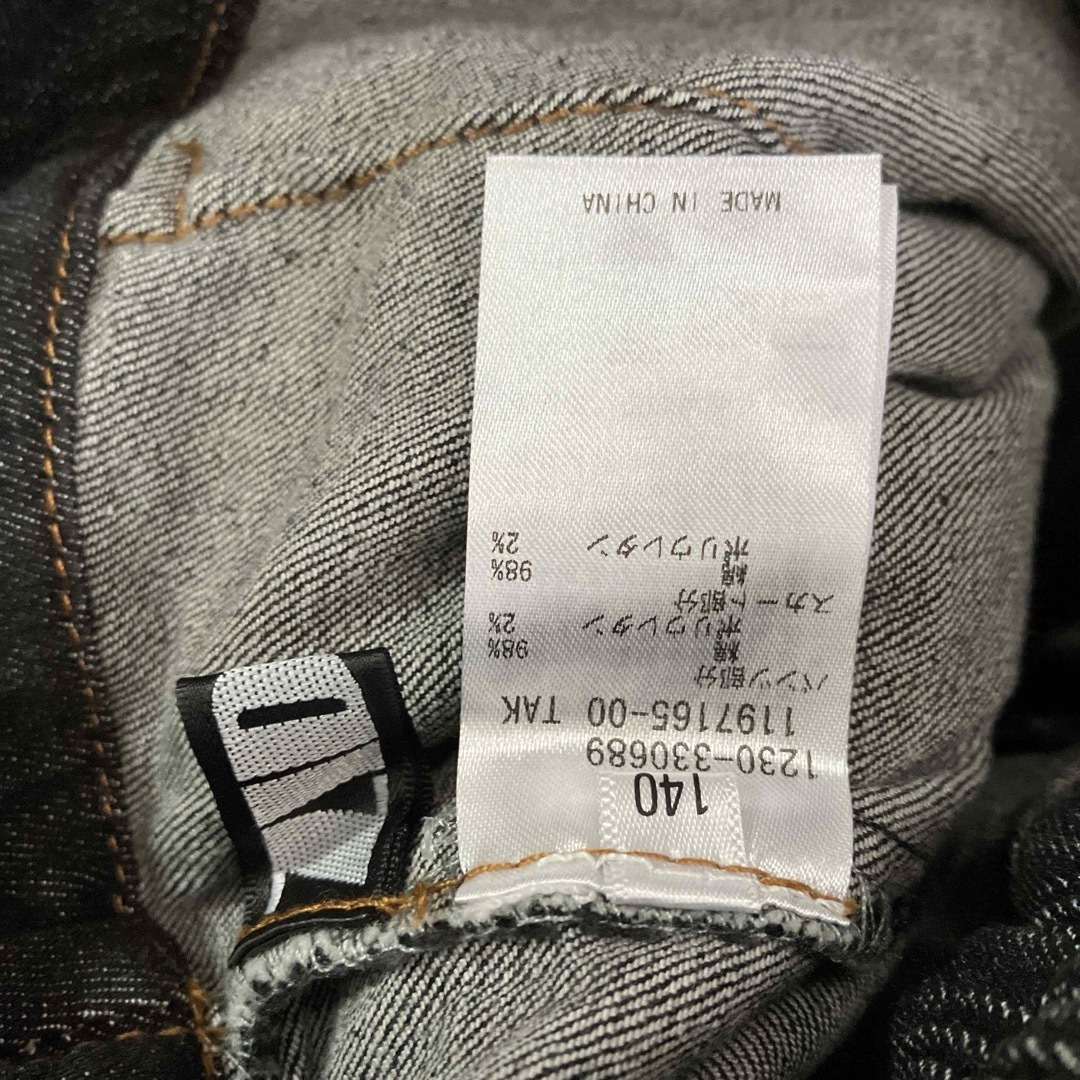 140
1230-330689
1197165-00 TAK
パンツ部分
綿 98%
ポリウレタン 2%
スカート部分
綿 98%
ポリウレタン 2%
MADE IN CHINA